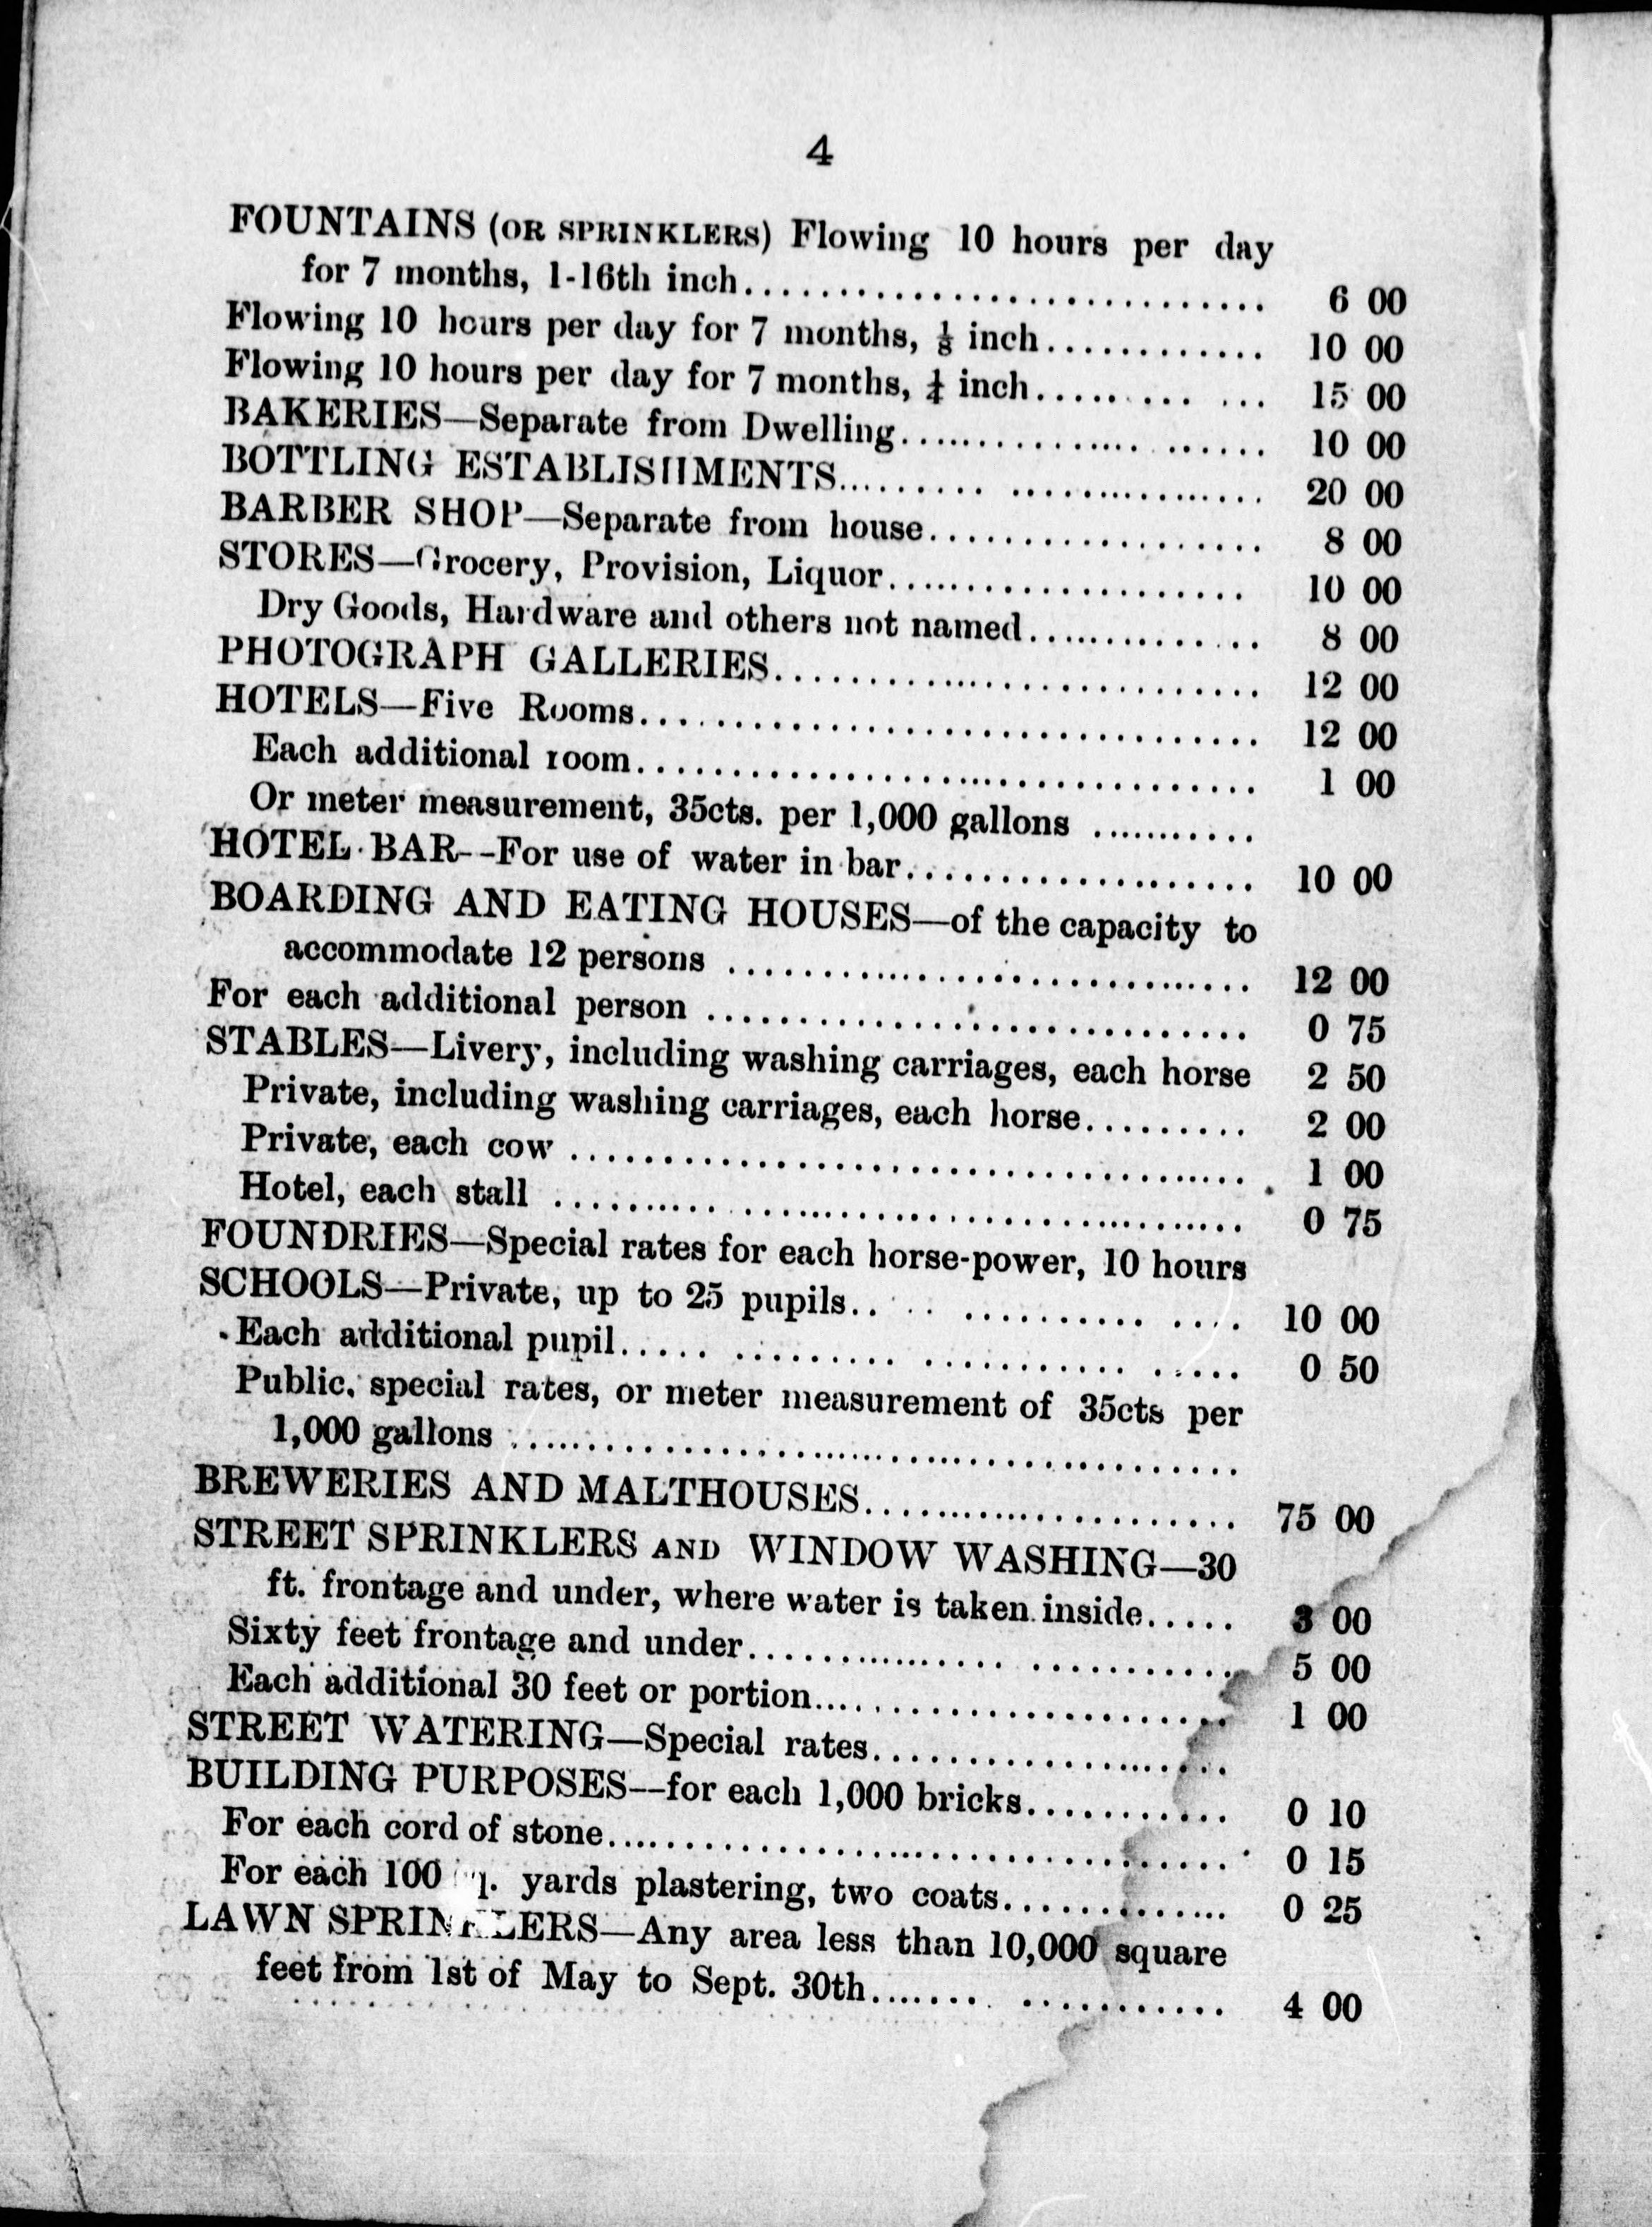 4
FOUNTAINS (OR SPRINKLERS) Flowing 10 hours per day
for 7 months, 1-16th inch.............................. 6 00
Flowing 10 hours per day for 7 months, ⅛ inch............ 10 00
Flowing 10 hours per day for 7 months, ¼ inch......... ... 15 00
BAKERIES—Separate from Dwelling................. ...... 10 00
BOTTLING ESTABLISHMENTS......... ................. 20 00
BARBER SHOP—Separate from house.................. 8 00
STORES—Grocery, Provision, Liquor................... 10 00
Dry Goods, Hardware and others not named............. 8 00
PHOTOGRAPH GALLERIES............................ 12 00
HOTELS—Five Rooms................................. 12 00
Each additional room................................. 1 00
Or meter measurement, 35cts. per 1,000 gallons ...........
HOTEL BAR--For use of water in bar.................... 10 00
BOARDING AND EATING HOUSES—of the capacity to
accommodate 12 persons ............................. 12 00
For each additional person ............................. 0 75
STABLES—Livery, including washing carriages, each horse 2 50
Private, including washing carriages, each horse......... 2 00
Private, each cow .................................... 1 00
Hotel, each stall .......... .......................... 0 75
FOUNDRIES—Special rates for each horse-power, 10 hours
SCHOOLS—Private, up to 25 pupils.. .. .......... .... 10 00
Each additional pupil..... ......... ........... ..... 0 50
Public, special rates, or meter measurement of 35cts per
1,000 gallons ........................................
BREWERIES AND MALTHOUSES........................ 75 00
STREET SPRINKLERS AND WINDOW WASHING—30
ft. frontage and under, where water is taken inside..... 3 00
Sixty feet frontage and under............... ........... 5 00
Each additional 30 feet or portion....................... 1 00
STREET WATERING—Special rates.....................
BUILDING PURPOSES—for each 1,000 bricks........... 0 10
For each cord of stone................................. 0 15
For each 100 yards plastering, two coats............. 0 25
LAWN SPRINKLERS—Any area less than 10,000 square
feet from 1st of May to Sept. 30th....... ........... 4 00